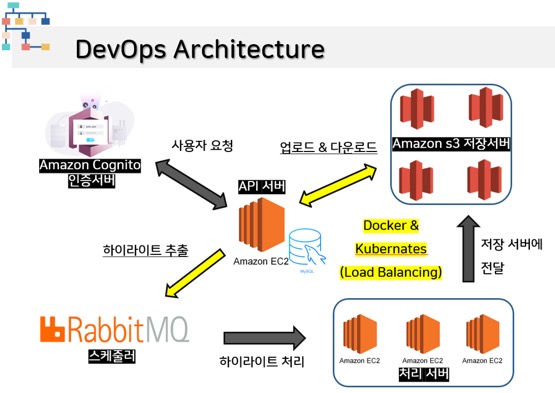 DevOps Architecture
Amazon Cognito
인증서버
사용자 요청
업로드 & 다운로드
Amazon s3 저장서버
API 서버
Amazon EC2
MySQL
Docker &
Kubernates
(Load Balancing)
저장 서버에
전달
하이라이트 추출
RabbitMQ
스케줄러
하이라이트 처리
Amazon EC2
Amazon EC2
Amazon EC2
처리 서버